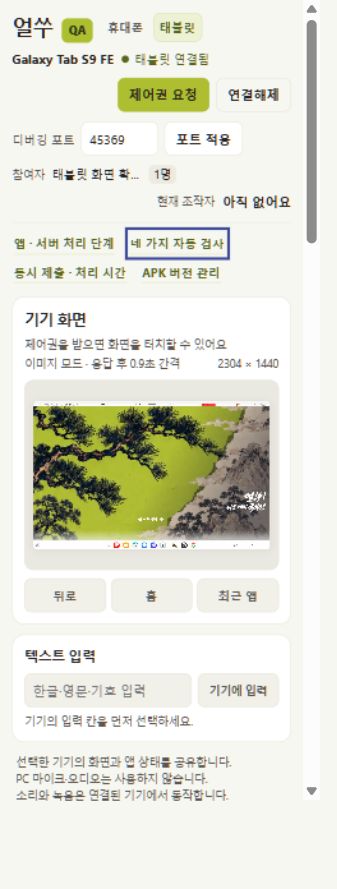 얼쑤 QA 휴대폰 태블릿
Galaxy Tab S9 FE ● 태블릿 연결됨
제어권 요청 연결해제
디버깅 포트 45369 포트 적용
참여자 태블릿 화면 확... 1명
현재 조작자 아직 없어요
앱 · 서버 처리 단계 네 가지 자동 검사
동시 제출 · 처리 시간 APK 버전 관리
기기 화면
제어권을 받으면 화면을 터치할 수 있어요
이미지 모드 · 응답 후 0.9초 간격 2304 × 1440
뒤로 홈 최근 앱
텍스트 입력
한글·영문·기호 입력 기기에 입력
기기의 입력 칸을 먼저 선택하세요.
선택한 기기의 화면과 앱 상태를 공유합니다.
PC 마이크·오디오는 사용하지 않습니다.
소리와 녹음은 연결된 기기에서 동작합니다.